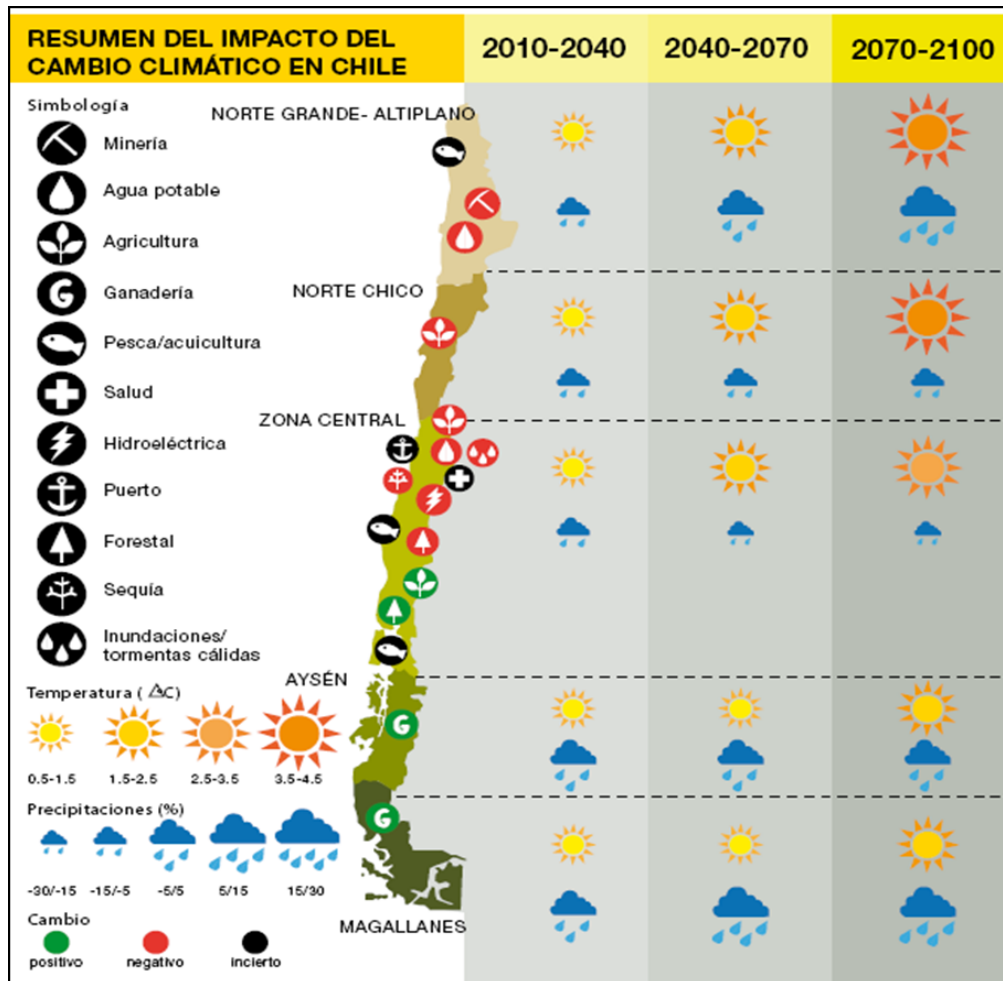 RESUMEN DEL IMPACTO DEL
CAMBIO CLIMÁTICO EN CHILE
2010-2040
2040-2070
2070-2100
Simbología
Minería
Agua potable
Agricultura
Ganadería
Pesca/acuicultura
Salud
Hidroeléctrica
Puerto
Forestal
Sequía
Inundaciones/
tormentas cálidas
NORTE GRANDE- ALTIPLANO
NORTE CHICO
ZONA CENTRAL
AYSÉN
MAGALLANES
Temperatura ( △C)
0.5-1.5 1.5-2.5 2.5-3.5 3.5-4.5
Precipitaciones (%)
-30/-15 -15/-5 -5/5 5/15 15/30
Cambio
positivo negativo incierto